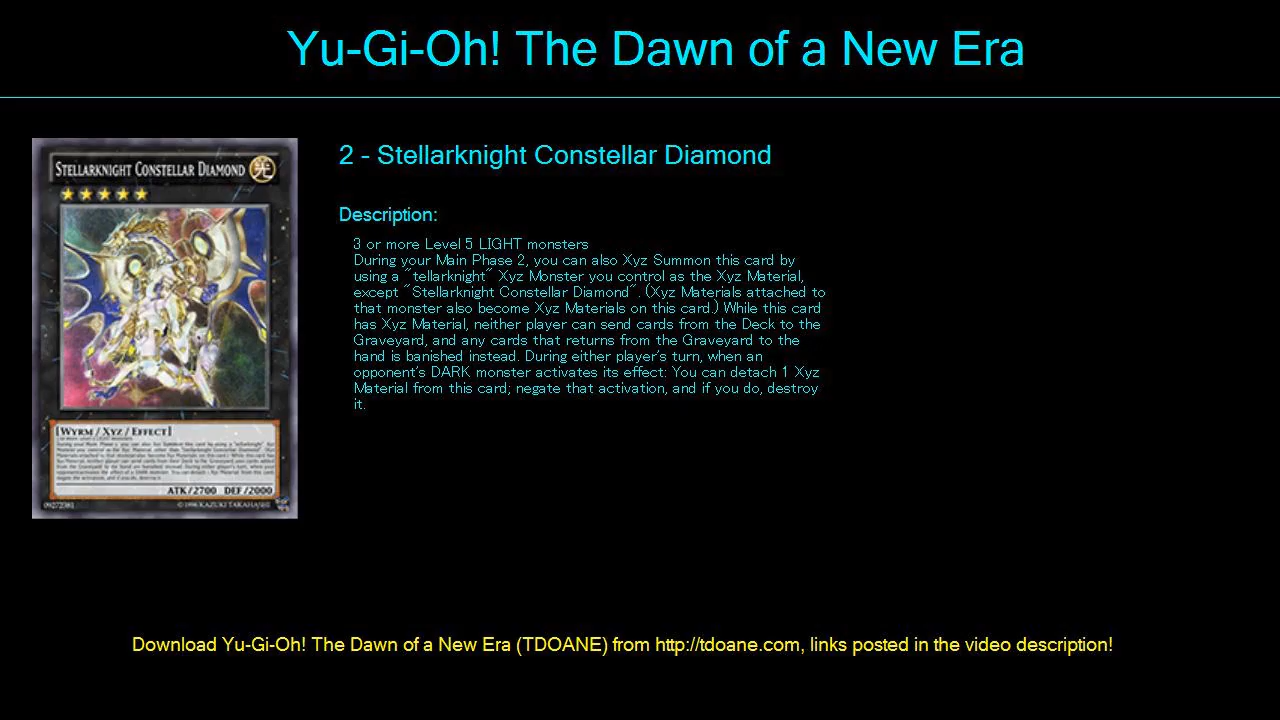 Yu-Gi-Oh! The Dawn of a New Era
STELLARKNIGHT CONSTELLAR DIAMOND 光
2 - Stellarknight Constellar Diamond
Description:
3 or more Level 5 LIGHT monsters
During your Main Phase 2, you can also Xyz Summon this card by
using a "tellarknight" Xyz Monster you control as the Xyz Material,
except "Stellarknight Constellar Diamond". (Xyz Materials attached to
that monster also become Xyz Materials on this card.) While this card
has Xyz Material, neither player can send cards from the Deck to the
Graveyard, and any cards that returns from the Graveyard to the
hand is banished instead. During either player's turn, when an
opponent's DARK monster activates its effect: You can detach 1 Xyz
Material from this card; negate that activation, and if you do, destroy
it.
[WYRM / XYZ / EFFECT]
ATK/2700 DEF/2000
©1996 KAZUKI TAKAHASHI
Download Yu-Gi-Oh! The Dawn of a New Era (TDOANE) from http://tdoane.com, links posted in the video description!